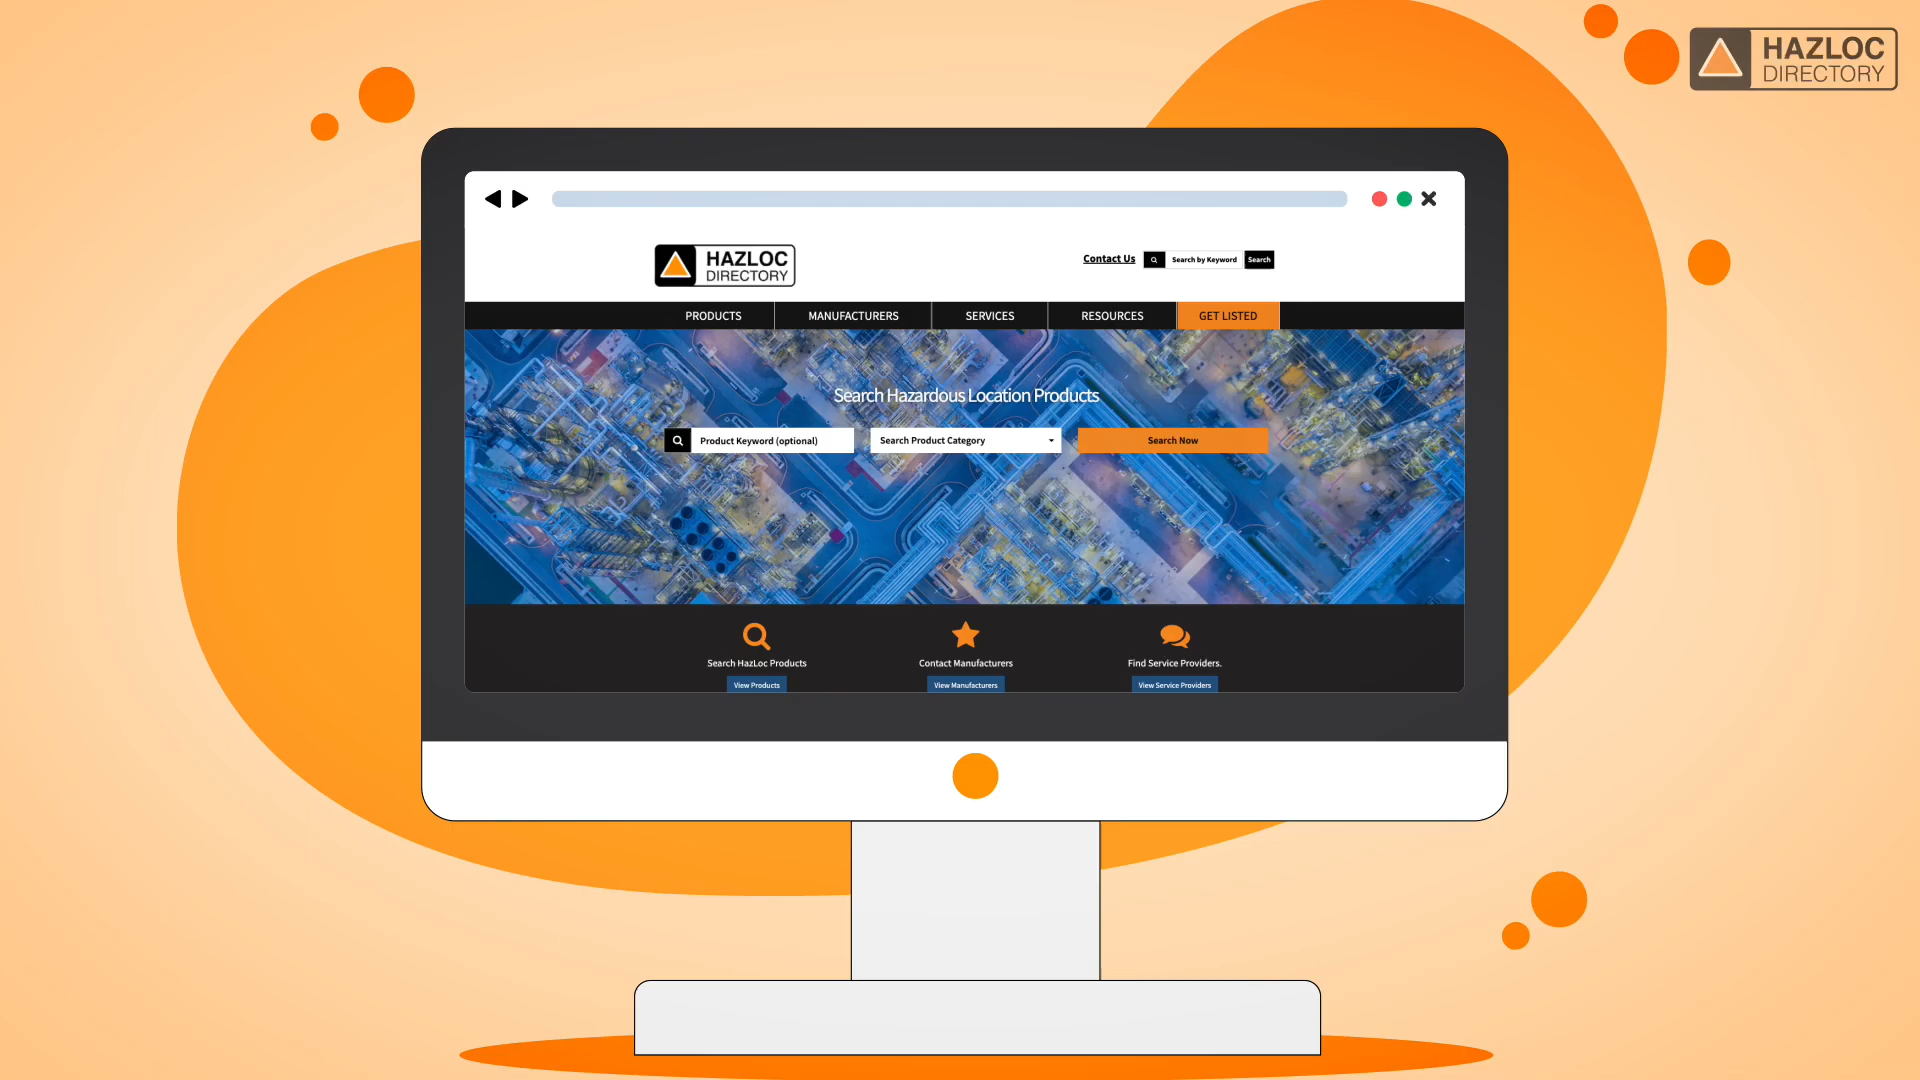 HAZLOC
DIRECTORY
HAZLOC
DIRECTORY
Contact Us
Search by Keyword
Search
PRODUCTS
MANUFACTURERS
SERVICES
RESOURCES
GET LISTED
Search Hazardous Location Products
Product Keyword (optional)
Search Product Category
Search Now
Search HazLoc Products
Contact Manufacturers
Find Service Providers.
View Products
View Manufacturers
View Service Providers